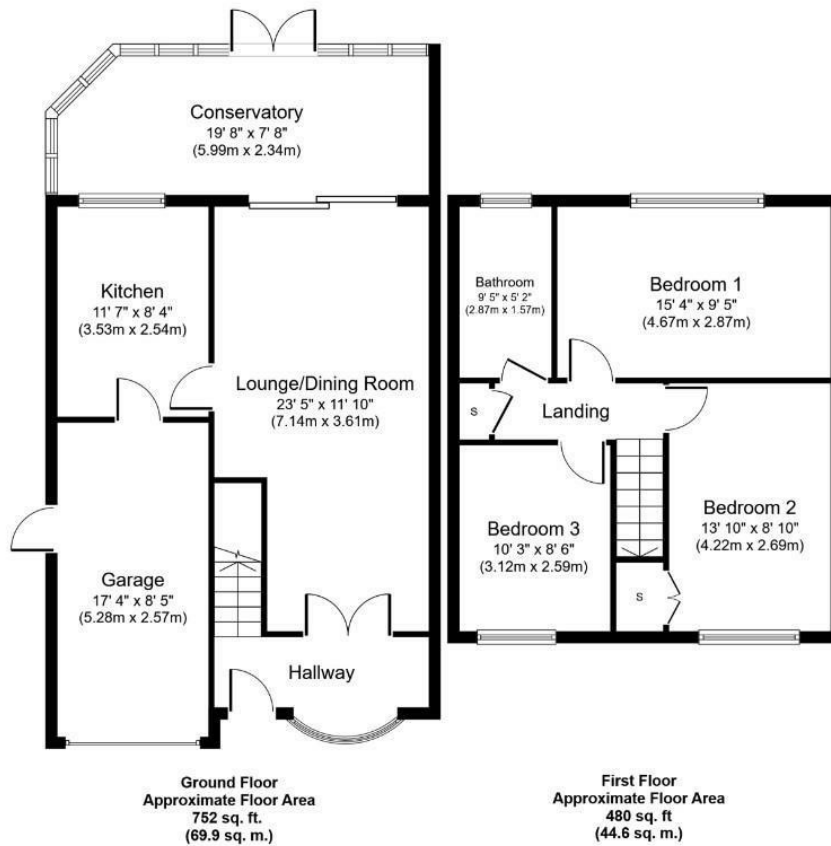 Conservatory
19' 8" x 7' 8"
(5.99m x 2.34m)
Kitchen
11' 7" x 8' 4"
(3.53m x 2.54m)
Lounge/Dining Room
23' 5" x 11' 10"
(7.14m x 3.61m)
Garage
17' 4" x 8' 5"
(5.28m x 2.57m)
Hallway
Ground Floor
Approximate Floor Area
752 sq. ft.
(69.9 sq. m.)
Bathroom
9' 5" x 5' 2"
(2.87m x 1.57m)
Bedroom 1
15' 4" x 9' 5"
(4.67m x 2.87m)
S
Landing
Bedroom 2
13' 10" x 8' 10"
(4.22m x 2.69m)
Bedroom 3
10' 3" x 8' 6"
(3.12m x 2.59m)
S
First Floor
Approximate Floor Area
480 sq. ft
(44.6 sq. m.)